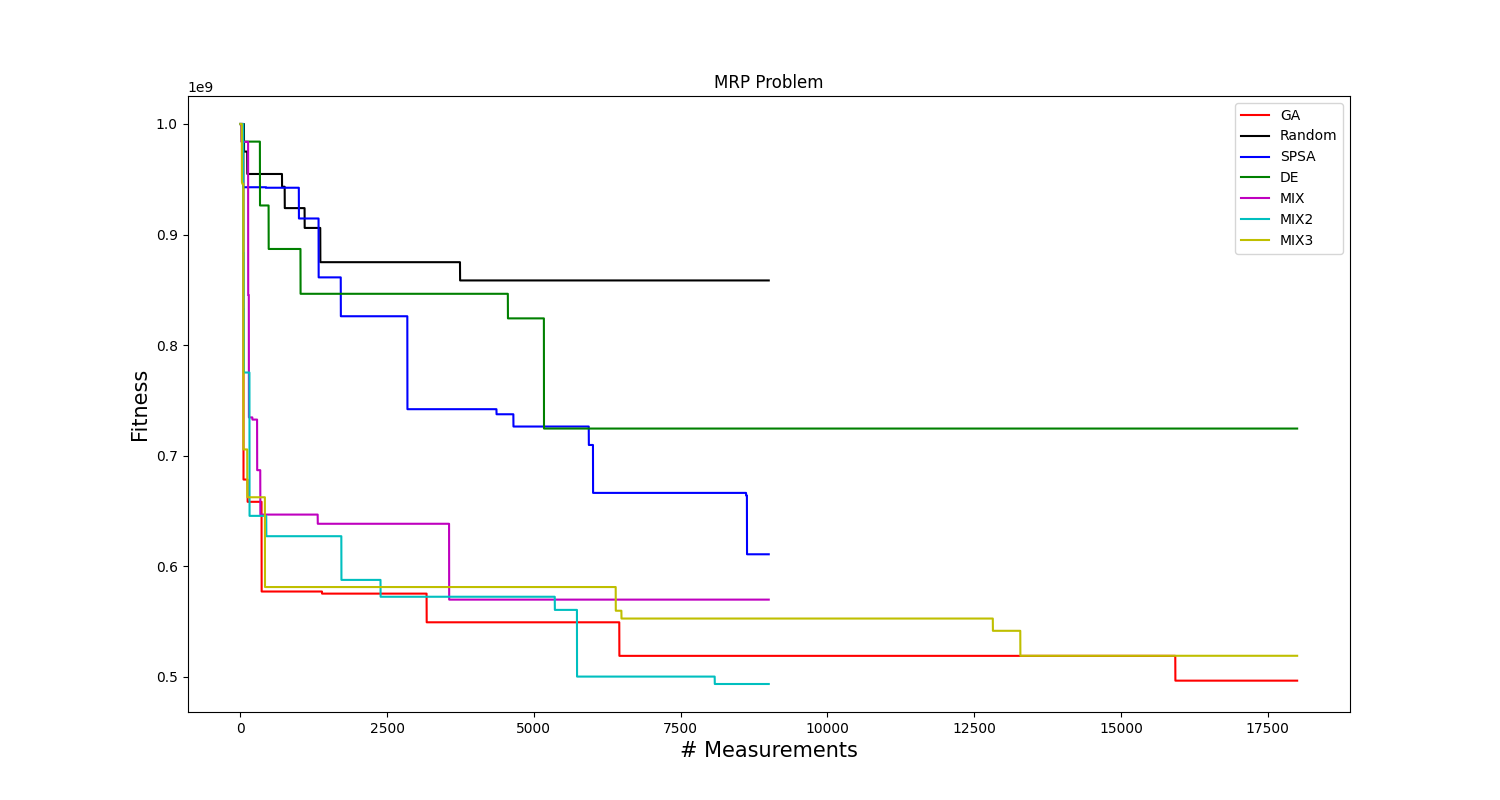 MRP Problem
1e9
1.0
0.9
0.8
0.7
0.6
0.5
Fitness
0
2500
5000
7500
10000
12500
15000
17500
# Measurements
GA
Random
SPSA
DE
MIX
MIX2
MIX3